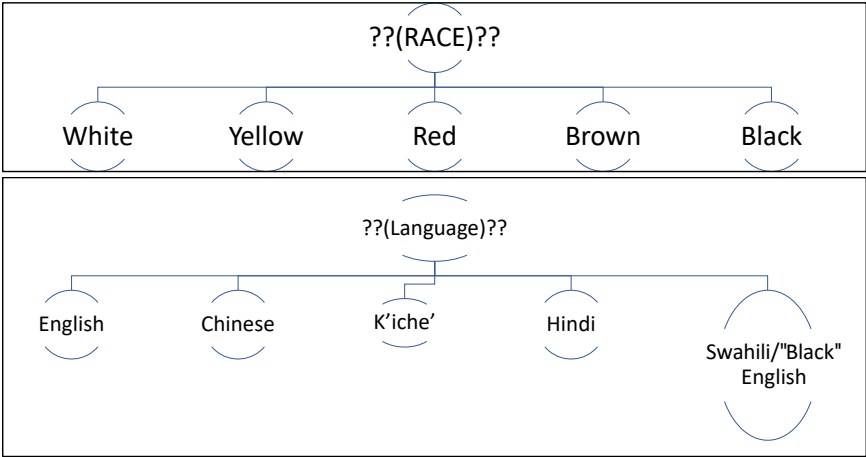 ??(RACE)??
White
Yellow
Red
Brown
Black
??(Language)??
English
Chinese
K’iche’
Hindi
Swahili/"Black"
English